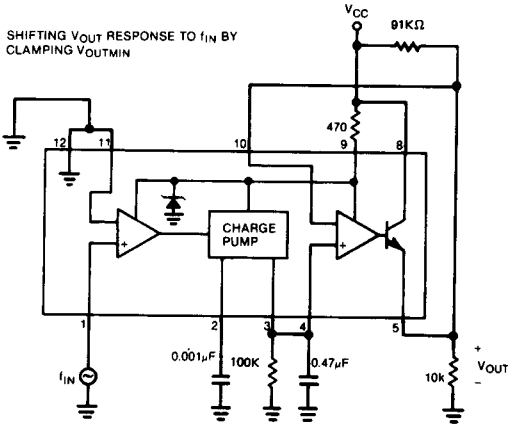 SHIFTING VOUT RESPONSE TO fIN BY
CLAMPING VOUTMIN
VCC
91KΩ
470
12
11
10
9
8
CHARGE
PUMP
+
+
1
2
3
4
5
0.001µF
100K
0.47µF
fIN
10k
+
VOUT
−